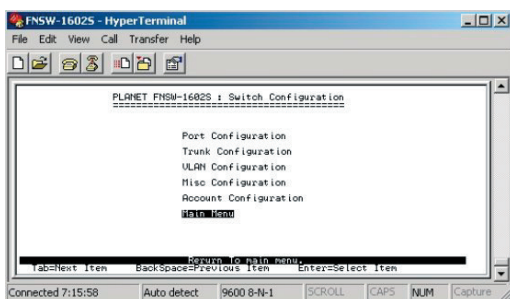 FNSW-1602S - HyperTerminal
File Edit View Call Transfer Help
PLANET FNSW-1602S : Switch Configuration
Port Configuration
Trunk Configuration
VLAN Configuration
Misc Configuration
Account Configuration
Main Menu
Rerurn To main menu.
Tab=Next Item BackSpace=Previous Item Enter=Select Item
Connected 7:15:58 Auto detect 9600 8-N-1 SCROLL CAPS NUM Capture